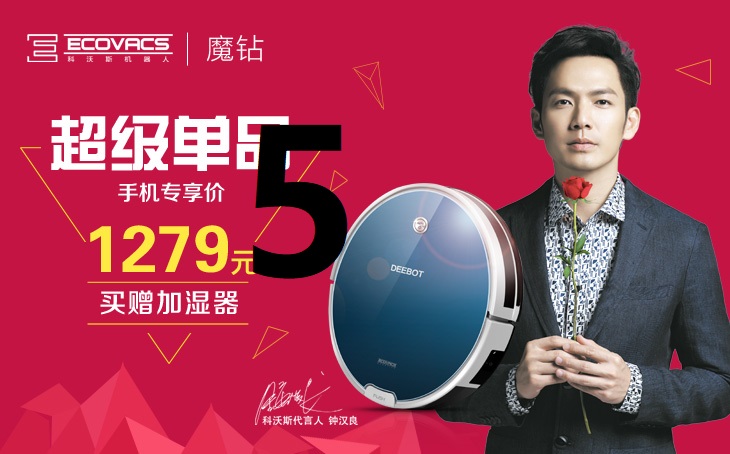 ECOVACS
科沃斯机器人
魔钻
超级单品
手机专享价
1279元
5
买赠加湿器
DEEBOT
ECOVACS
科沃斯代言人 钟汉良